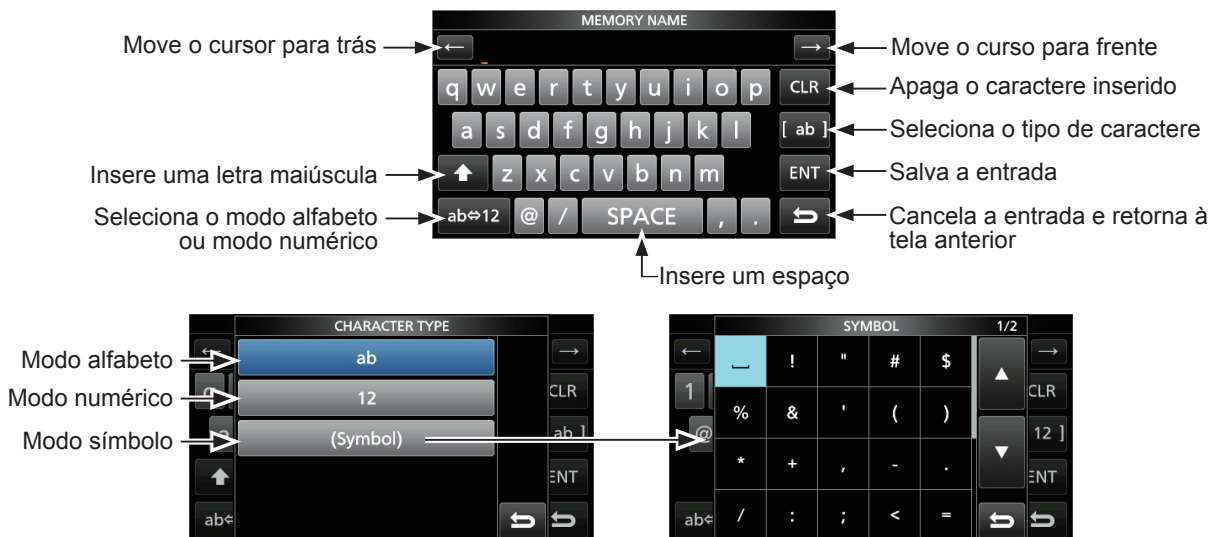 MEMORY NAME
Move o cursor para trás
←
→
Move o curso para frente
q w e r t y u i o p
CLR
Apaga o caractere inserido
a s d f g h j k l
[ ab ]
Seleciona o tipo de caractere
Insere uma letra maiúscula
z x c v b n m
ENT
Salva a entrada
Seleciona o modo alfabeto
ou modo numérico
ab⇔12
@ / SPACE , .
Cancela a entrada e retorna à
tela anterior
Insere um espaço
CHARACTER TYPE
Modo alfabeto
ab
Modo numérico
12
Modo símbolo
(Symbol)
←
→
CLR
ab ]
ENT
ab⇔
SYMBOL 1/2
! " # $
% & ' ( )
* + , - .
/ : ; < =
▲
▼
←
→
1
CLR
@
12 ]
ENT
ab⇔